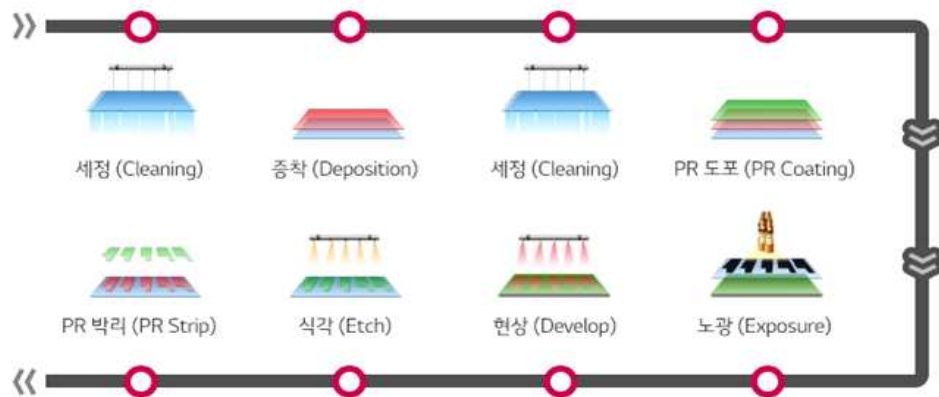 세정 (Cleaning)
증착 (Deposition)
세정 (Cleaning)
PR 도포 (PR Coating)
PR 박리 (PR Strip)
식각 (Etch)
현상 (Develop)
노광 (Exposure)